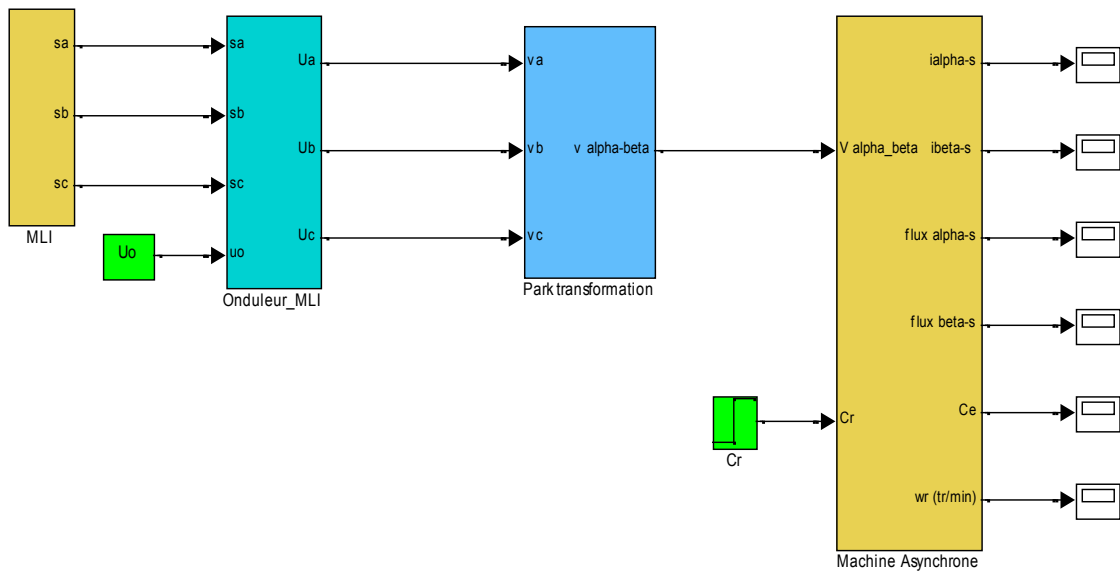 sa
sb
sc
MLI
Uo
sa
sb
sc
uo
Ua
Ub
Uc
Onduleur_MLI
va
vb
vc
v alpha-beta
Park transformation
Cr
V alpha_beta
Cr
ialpha-s
ibeta-s
flux alpha-s
flux beta-s
Ce
wr (tr/min)
Machine Asynchrone